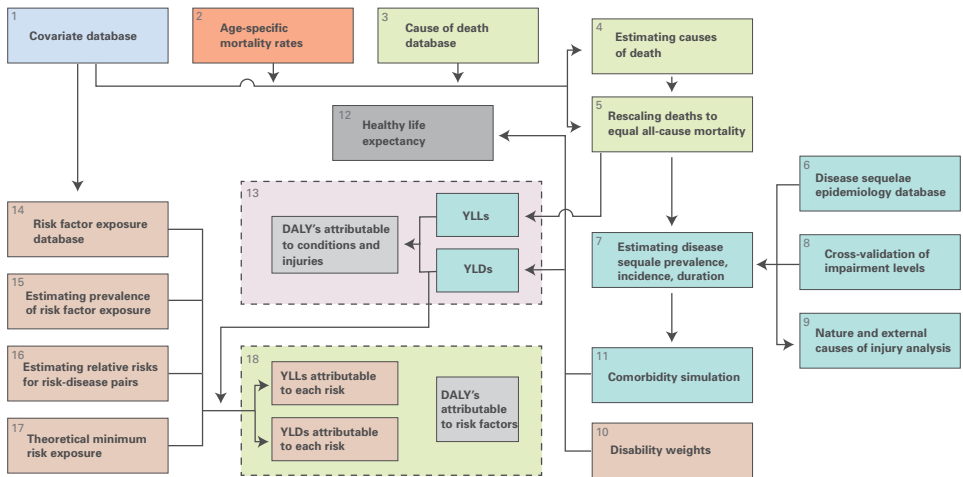 1
Covariate database
2
Age-specific
mortality rates
3
Cause of death
database
4
Estimating causes
of death
5
Rescaling deaths to
equal all-cause mortality
12
Healthy life
expectancy
6
Disease sequelae
epidemiology database
13
YLLs
DALY's attributable
to conditions and
injuries
YLDs
14
Risk factor exposure
database
7
Estimating disease
sequale prevalence,
incidence, duration
8
Cross-validation of
impairment levels
15
Estimating prevalence
of risk factor exposure
9
Nature and external
causes of injury analysis
16
Estimating relative risks
for risk-disease pairs
18
YLLs attributable
to each risk
DALY's
attributable
to risk factors
YLDs attributable
to each risk
11
Comorbidity simulation
17
Theoretical minimum
risk exposure
10
Disability weights